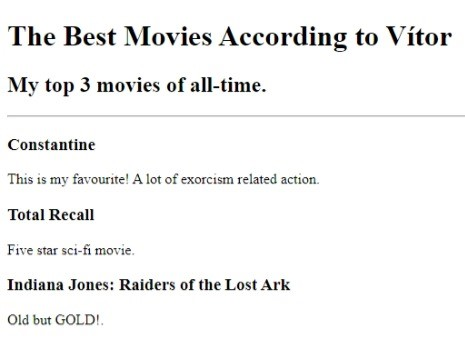 The Best Movies According to Vítor
My top 3 movies of all-time.
Constantine
This is my favourite! A lot of exorcism related action.
Total Recall
Five star sci-fi movie.
Indiana Jones: Raiders of the Lost Ark
Old but GOLD!.